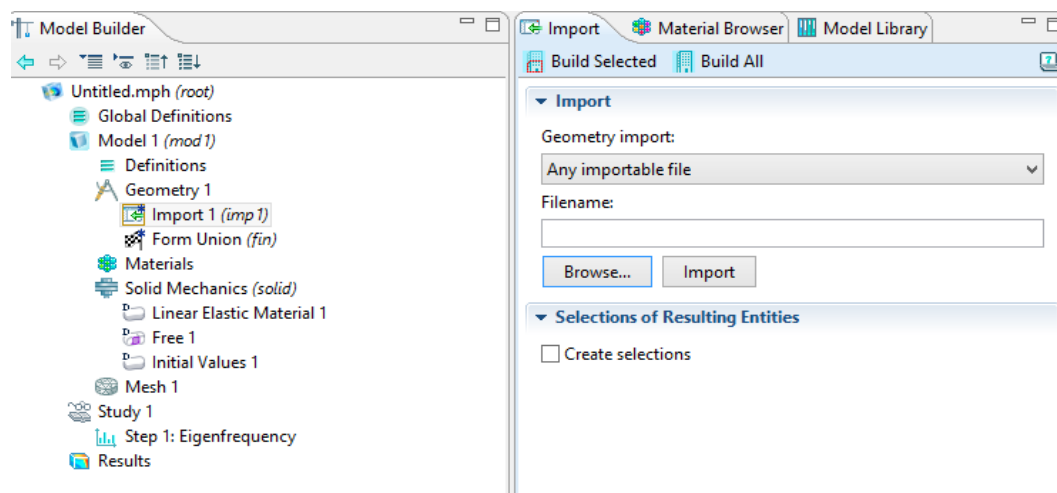 Model Builder
Untitled.mph (root)
Global Definitions
Model 1 (mod1)
Definitions
Geometry 1
Import 1 (imp1)
Form Union (fin)
Materials
Solid Mechanics (solid)
D Linear Elastic Material 1
D Free 1
D Initial Values 1
Mesh 1
Study 1
Step 1: Eigenfrequency
Results
Import Material Browser Model Library
Build Selected Build All ?
Import
Geometry import:
Any importable file
Filename:
Browse... Import
Selections of Resulting Entities
Create selections